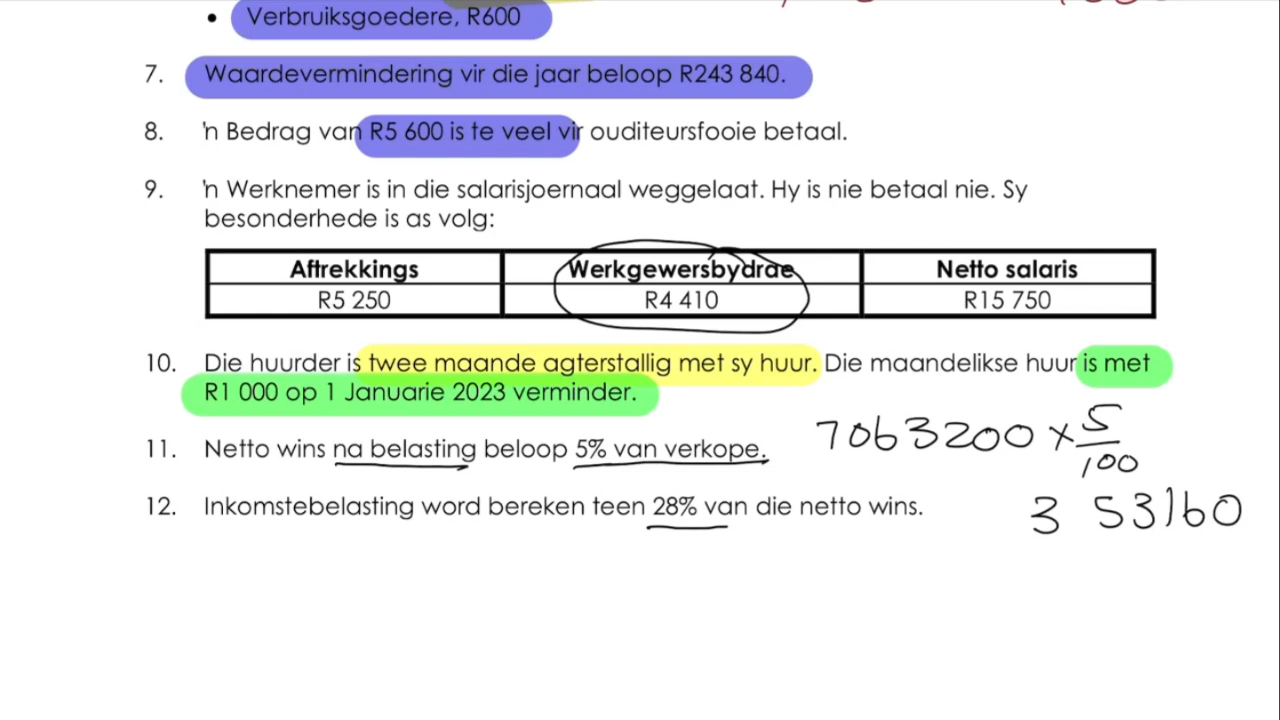 • Verbruiksgoedere, R600
7. Waardevermindering vir die jaar beloop R243 840.
8. 'n Bedrag van R5 600 is te veel vir ouditeursfooie betaal.
9. 'n Werknemer is in die salarisjoernaal weggelaat. Hy is nie betaal nie. Sy
besonderhede is as volg:
Aftrekkings Werkgewersbydrae Netto salaris
R5 250 R4 410 R15 750
10. Die huurder is twee maande agterstallig met sy huur. Die maandelikse huur is met
R1 000 op 1 Januarie 2023 verminder.
11. Netto wins na belasting beloop 5% van verkope.
7063200 × 5/100
12. Inkomstebelasting word bereken teen 28% van die netto wins.
3 53160